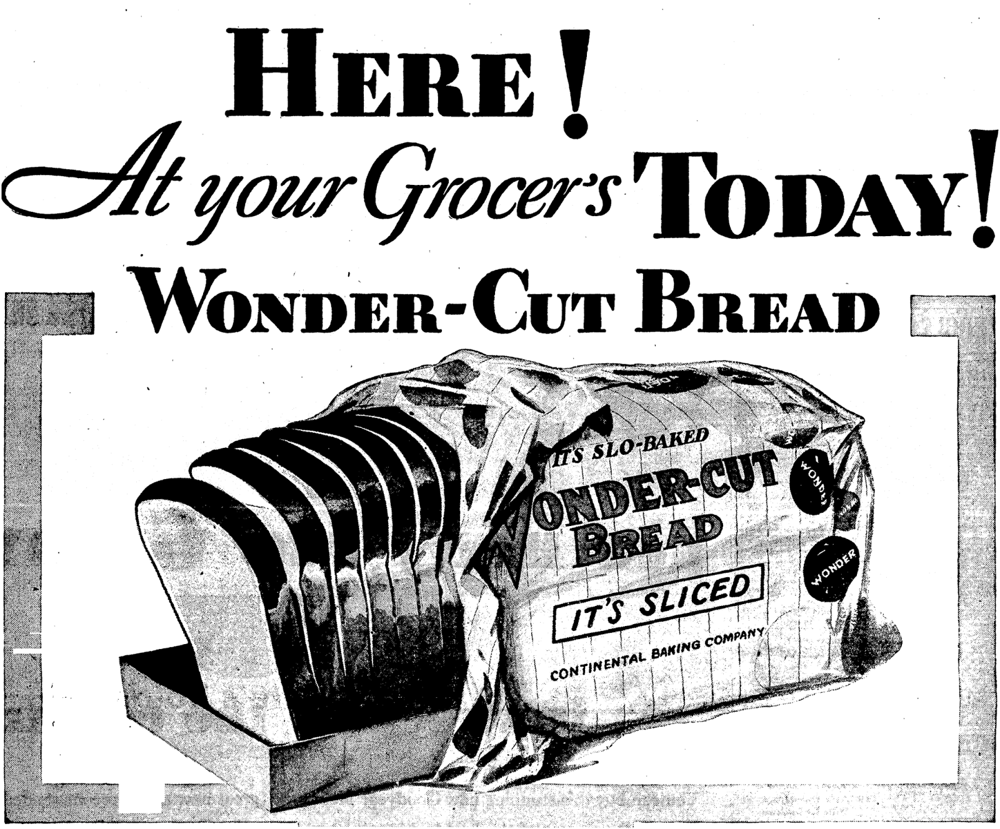 HERE!
At your Grocer's TODAY!
WONDER-CUT BREAD
IT'S SLO-BAKED
WONDER-CUT
BREAD
WONDER
WONDER
IT'S SLICED
CONTINENTAL BAKING COMPANY